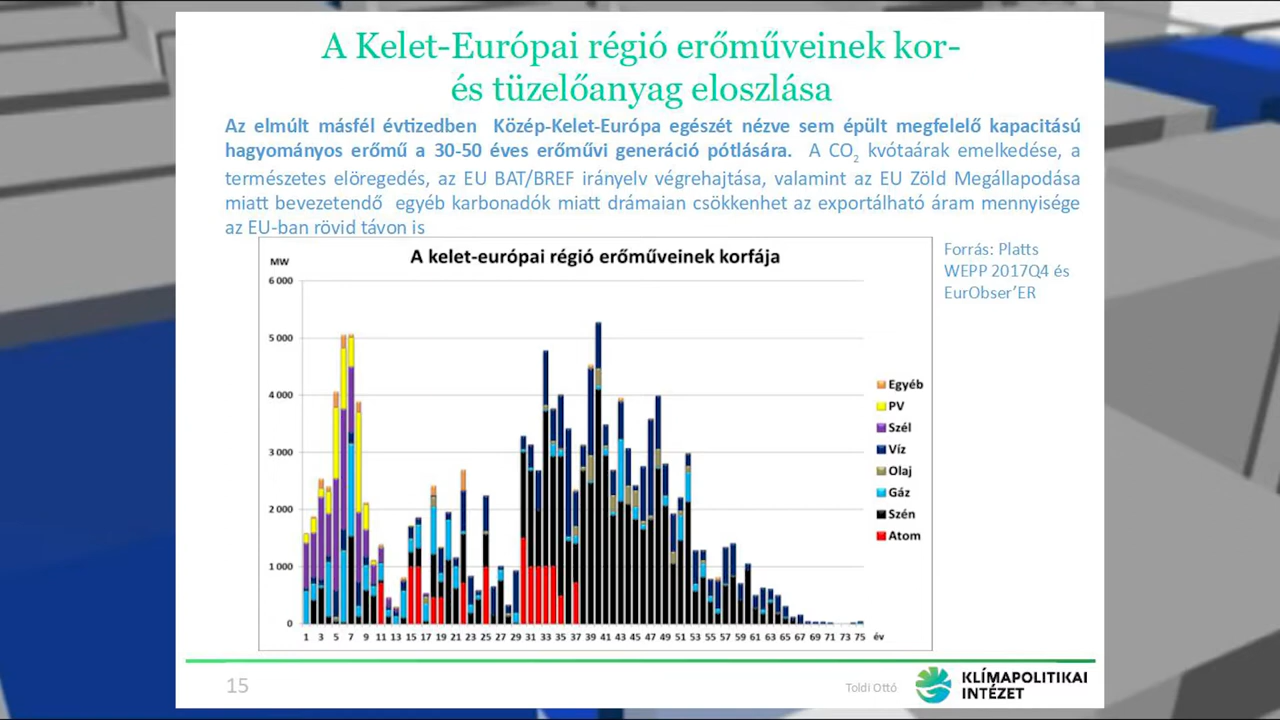 A Kelet-Európai régió erőműveinek kor-
és tüzelőanyag eloszlása
Az elmúlt másfél évtizedben Közép-Kelet-Európa egészét nézve sem épült megfelelő kapacitású
hagyományos erőmű a 30-50 éves erőművi generáció pótlására. A CO2 kvótaárak emelkedése, a
természetes elöregedés, az EU BAT/BREF irányelv végrehajtása, valamint az EU Zöld Megállapodása
miatt bevezetendő egyéb karbonadók miatt drámaian csökkenhet az exportálható áram mennyisége
az EU-ban rövid távon is
Forrás: Platts
WEPP 2017Q4 és
EurObser’ER
A kelet-európai régió erőműveinek korfája
MW
6 000
5 000
4 000
3 000
2 000
1 000
0
1 3 5 7 9 11 13 15 17 19 21 23 25 27 29 31 33 35 37 39 41 43 45 47 49 51 53 55 57 59 61 63 65 67 69 71 73 75 év
Egyéb
PV
Szél
Víz
Olaj
Gáz
Szén
Atom
15
Toldi Ottó
KLÍMAPOLITIKAI
INTÉZET